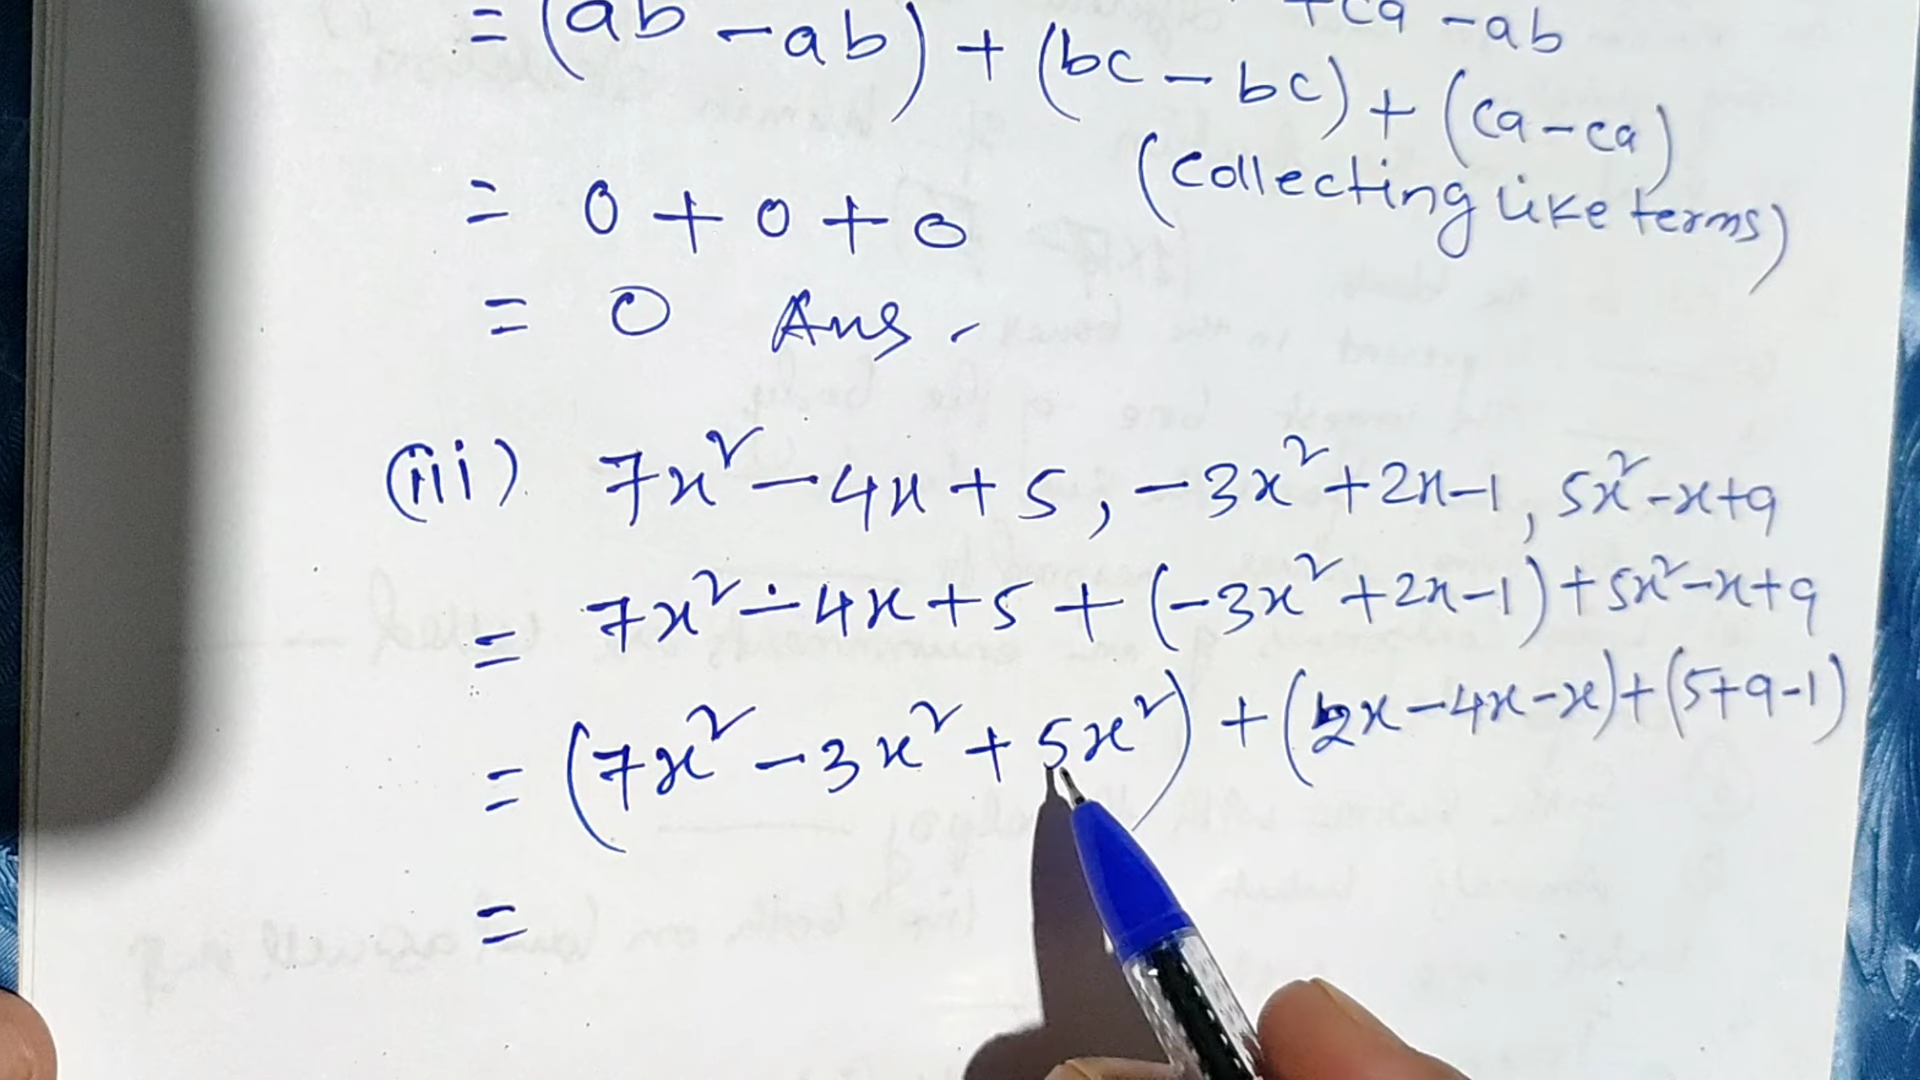 +ca -ab
= (ab - ab) + (bc - bc) + (ca - ca)
(collecting like terms)
= 0 + 0 + 0
= 0 Ans.
(iii) 7x² - 4x + 5, -3x² + 2x - 1, 5x² - x + 9
= 7x² - 4x + 5 + (-3x² + 2x - 1) + 5x² - x + 9
= (7x² - 3x² + 5x²) + (2x - 4x - x) + (5 + 9 - 1)
=